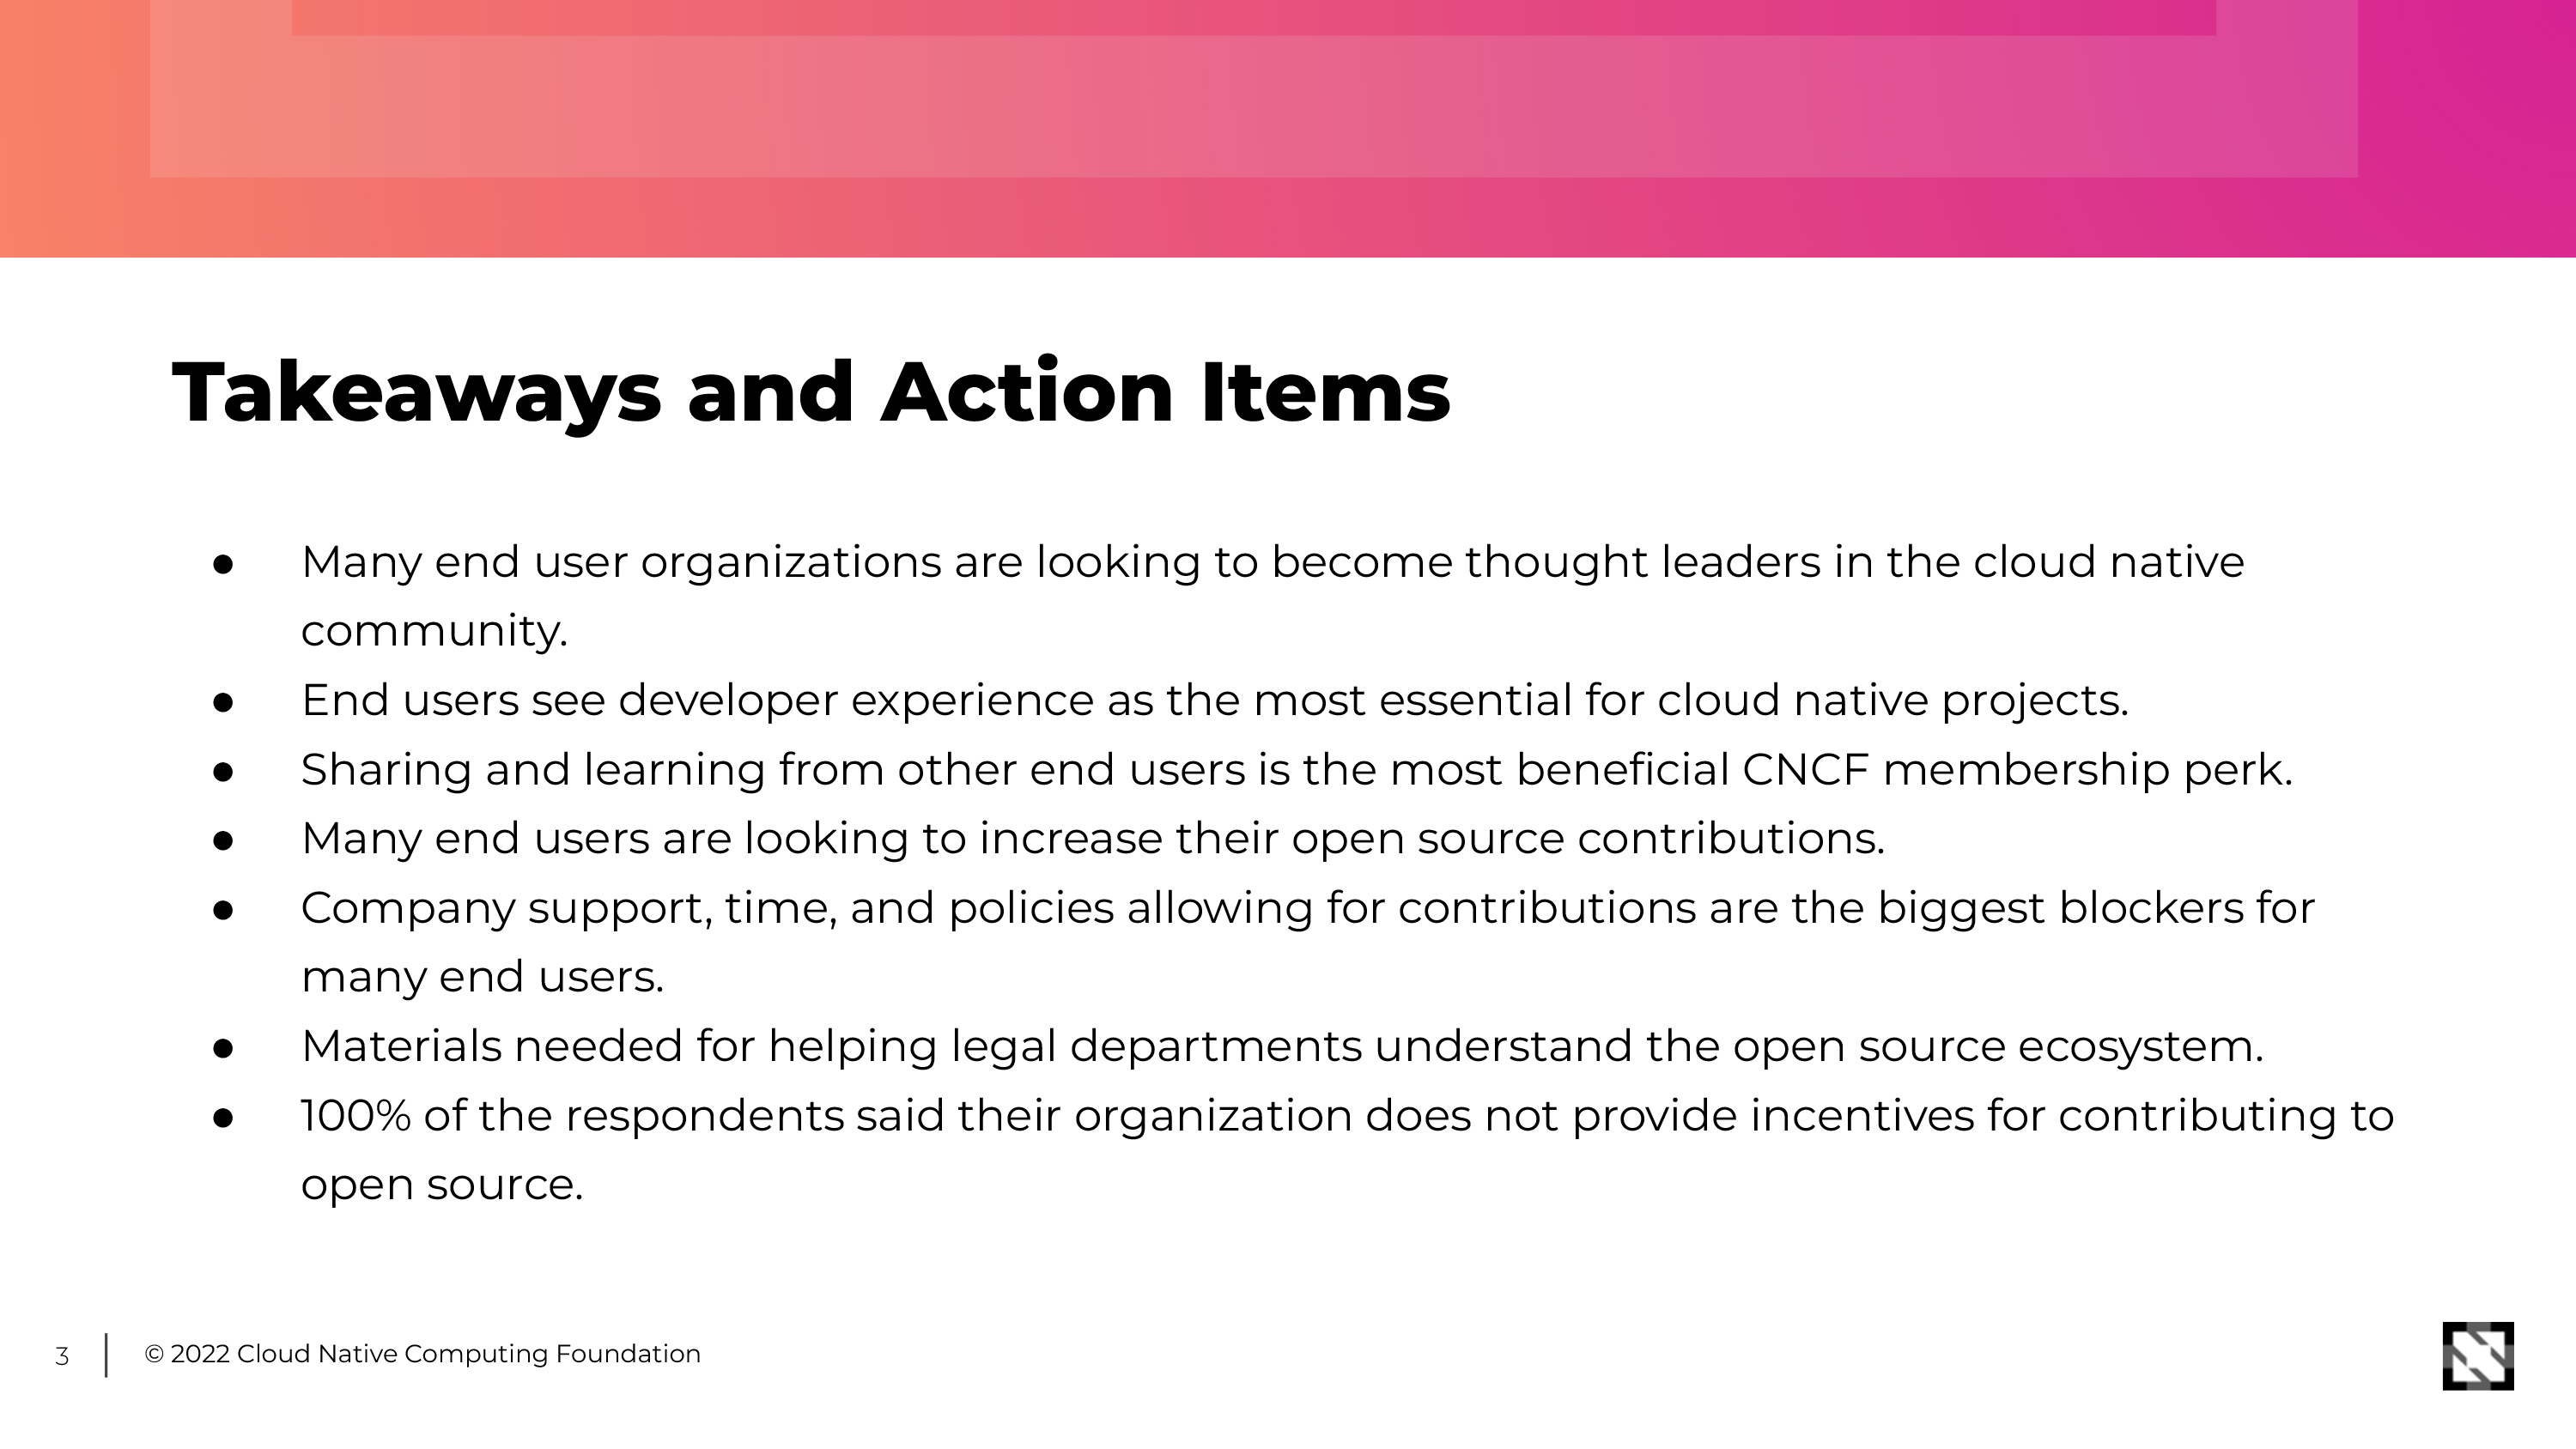 Takeaways and Action Items
● Many end user organizations are looking to become thought leaders in the cloud native
community.
● End users see developer experience as the most essential for cloud native projects.
● Sharing and learning from other end users is the most beneficial CNCF membership perk.
● Many end users are looking to increase their open source contributions.
● Company support, time, and policies allowing for contributions are the biggest blockers for
many end users.
● Materials needed for helping legal departments understand the open source ecosystem.
● 100% of the respondents said their organization does not provide incentives for contributing to
open source.
3 | © 2022 Cloud Native Computing Foundation